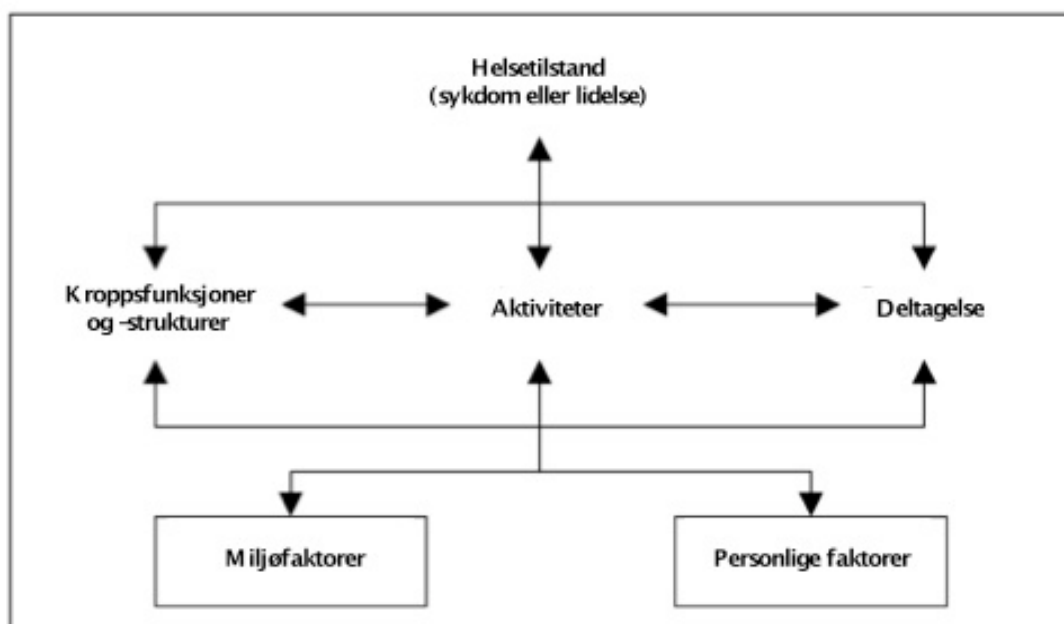 Helsetilstand
(sykdom eller lidelse)
Kroppsfunksjoner
og -strukturer
Aktiviteter
Deltagelse
Miljøfaktorer
Personlige faktorer